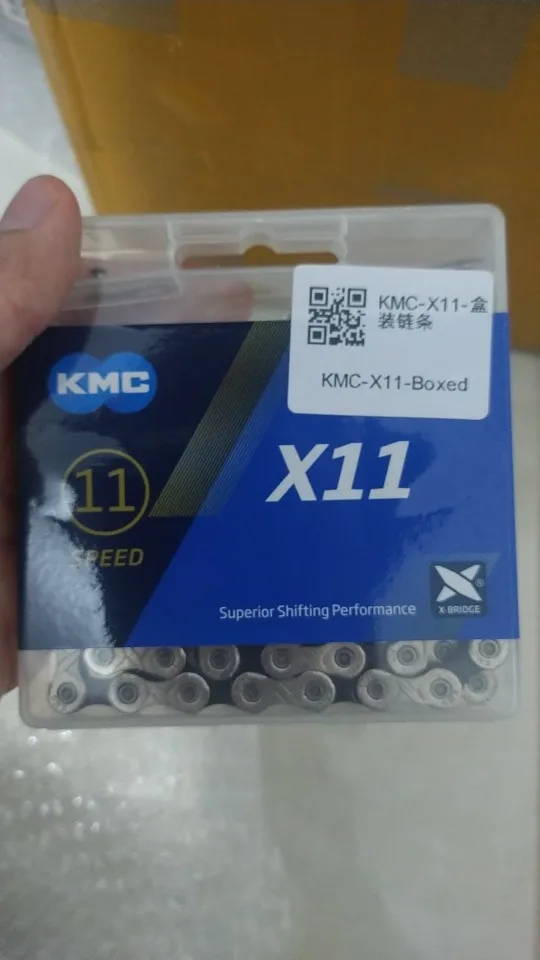 KMC-X11-盒
装链条
KMC-X11-Boxed
KMC
11
SPEED
X11
Superior Shifting Performance
X-BRIDGE
®